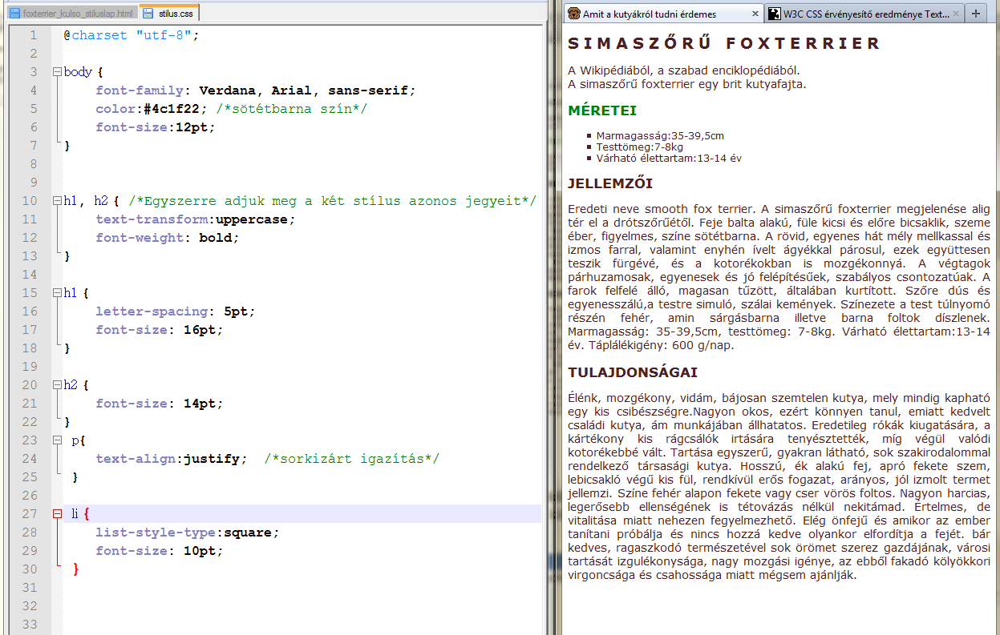 foxterrier_kulso_stiluslap.html
stilus.css
1 @charset "utf-8";
2
3 body {
4 font-family: Verdana, Arial, sans-serif;
5 color:#4c1f22; /*sötétbarna szín*/
6 font-size:12pt;
7 }
8
9
10 h1, h2 { /*Egyszerre adjuk meg a két stílus azonos jegyeit*/
11 text-transform:uppercase;
12 font-weight: bold;
13 }
14
15 h1 {
16 letter-spacing: 5pt;
17 font-size: 16pt;
18 }
19
20 h2 {
21 font-size: 14pt;
22 }
23 p{
24 text-align:justify; /*sorkizárt igazítás*/
25 }
26
27 li {
28 list-style-type:square;
29 font-size: 10pt;
30 }
31
32
33
Amit a kutyákról tudni érdemes
W3C CSS érvényesítő eredménye Text...
SIMASZŐRŰ FOXTERRIER
A Wikipédiából, a szabad enciklopédiából.
A simaszőrű foxterrier egy brit kutyafajta.
MÉRETEI
Marmagasság:35-39,5cm
Testtömeg:7-8kg
Várható élettartam:13-14 év
JELLEMZŐI
Eredeti neve smooth fox terrier. A simaszőrű foxterrier megjelenése alig
tér el a drótszőrűétől. Feje balta alakú, füle kicsi és előre bicsaklik, szeme
éber, figyelmes, színe sötétbarna. A rövid, egyenes hát mély mellkassal és
izmos farral, valamint enyhén ívelt ágyékkal párosul, ezek együttesen
teszik fürgévé, és a kotorékokban is mozgékonnyá. A végtagok
párhuzamosak, egyenesek és jó felépítésűek, szabályos csontozatúak. A
farok felfelé álló, magasan tűzött, általában kurtított. Szőre dús és
egyenesszálú,a testre simuló, szálai kemények. Színezete a test túlnyomó
részén fehér, amin sárgásbarna illetve barna foltok díszlenek.
Marmagasság: 35-39,5cm, testtömeg: 7-8kg. Várható élettartam:13-14
év. Táplálékigény: 600 g/nap.
TULAJDONSÁGAI
Élénk, mozgékony, vidám, bájosan szemtelen kutya, mely mindig kapható
egy kis csibészségre.Nagyon okos, ezért könnyen tanul, emiatt kedvelt
családi kutya, ám munkájában állhatatos. Eredetileg rókák kiugatására, a
kártékony kis rágcsálók irtására tenyésztették, míg végül valódi
kotorékebbé vált. Tartása egyszerű, gyakran látható, sok szakirodalommal
rendelkező társasági kutya. Hosszú, ék alakú fej, apró fekete szem,
lebicsakló végű kis fül, rendkívül erős fogazat, arányos, jól izmolt termet
jellemzi. Színe fehér alapon fekete vagy cser vörös foltos. Nagyon harcias,
legerősebb ellenségének is tétovázás nélkül nekitámad. Értelmes, de
vitalitása miatt nehezen fegyelmezhető. Elég önfejű és amikor az ember
tanítani próbálja és nincs hozzá kedve olyankor elfordítja a fejét. bár
kedves, ragaszkodó természetével sok örömet szerez gazdájának, városi
tartását izgulékonysága, nagy mozgási igénye, az ebből fakadó kölyökkori
virgoncsága és csahossága miatt mégsem ajánlják.